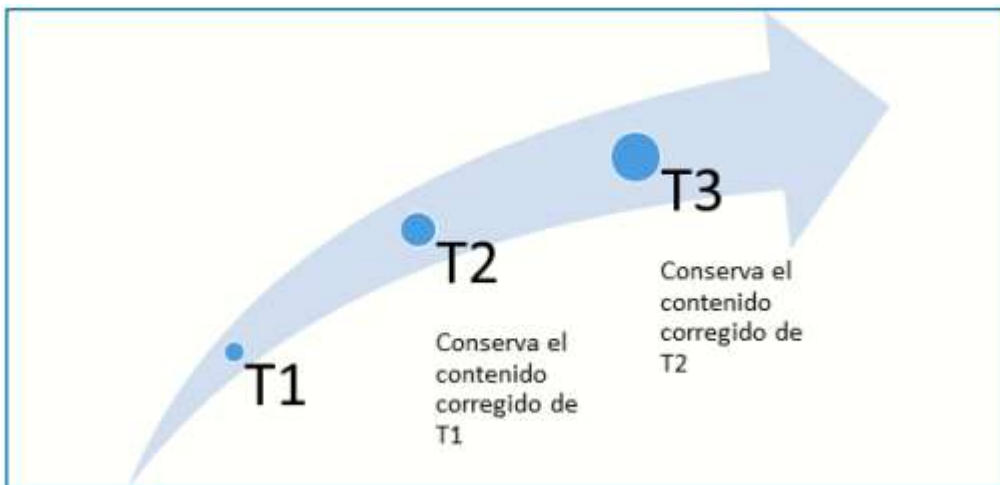 T1
T2
Conserva el
contenido
corregido de
T1
T3
Conserva el
contenido
corregido de
T2